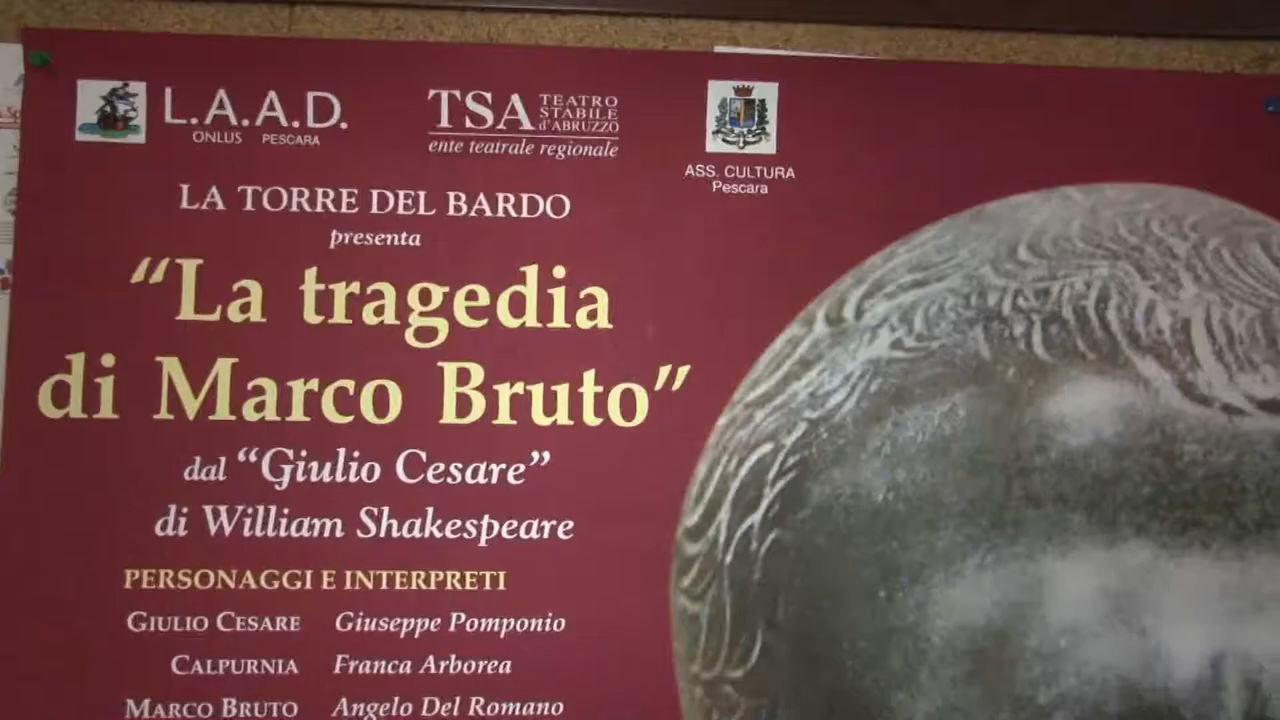 L.A.A.D.
ONLUS PESCARA
TSA TEATRO STABILE d'ABRUZZO
ente teatrale regionale
ASS. CULTURA
Pescara
LA TORRE DEL BARDO
presenta
“La tragedia
di Marco Bruto”
dal “Giulio Cesare”
di William Shakespeare
PERSONAGGI E INTERPRETI
GIULIO CESARE Giuseppe Pomponio
CALPURNIA Franca Arborea
MARCO BRUTO Angelo Del Romano